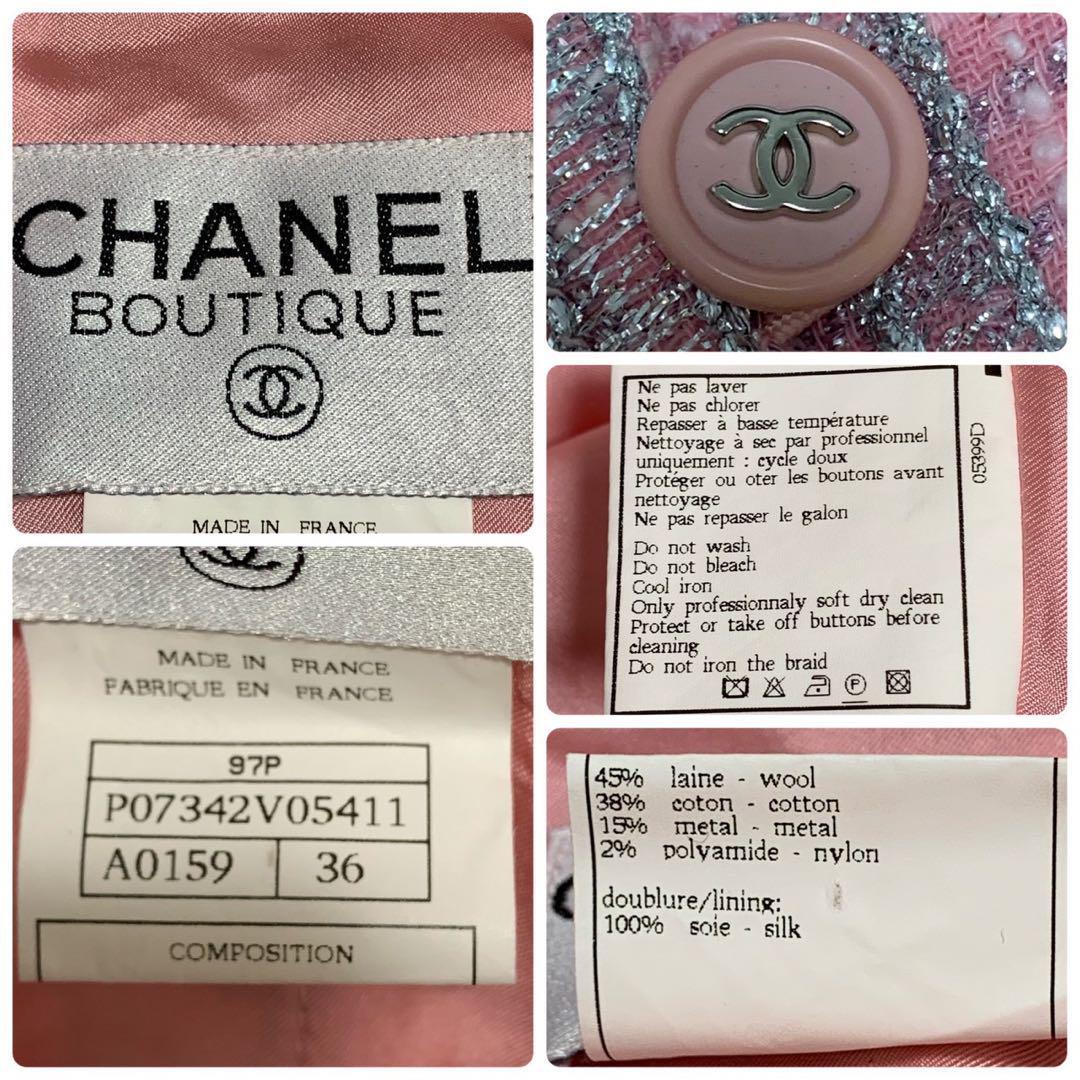 CHANEL
BOUTIQUE
MADE IN FRANCE
Ne pas laver
Ne pas chlorer
Repasser à basse température
Nettoyage à sec par professionnel
uniquement : cycle doux
Protéger ou oter les boutons avant
nettoyage
Ne pas repasser le galon
Do not wash
Do not bleach
Cool iron
Only professionnaly soft dry clean
Protect or take off buttons before
cleaning
Do not iron the braid
P
05399D
MADE IN FRANCE
FABRIQUE EN FRANCE
97P
P07342V05411
A0159 36
COMPOSITION
45% laine - wool
38% coton - cotton
15% metal - metal
2% polyamide - nylon
doublure/lining:
100% soie - silk